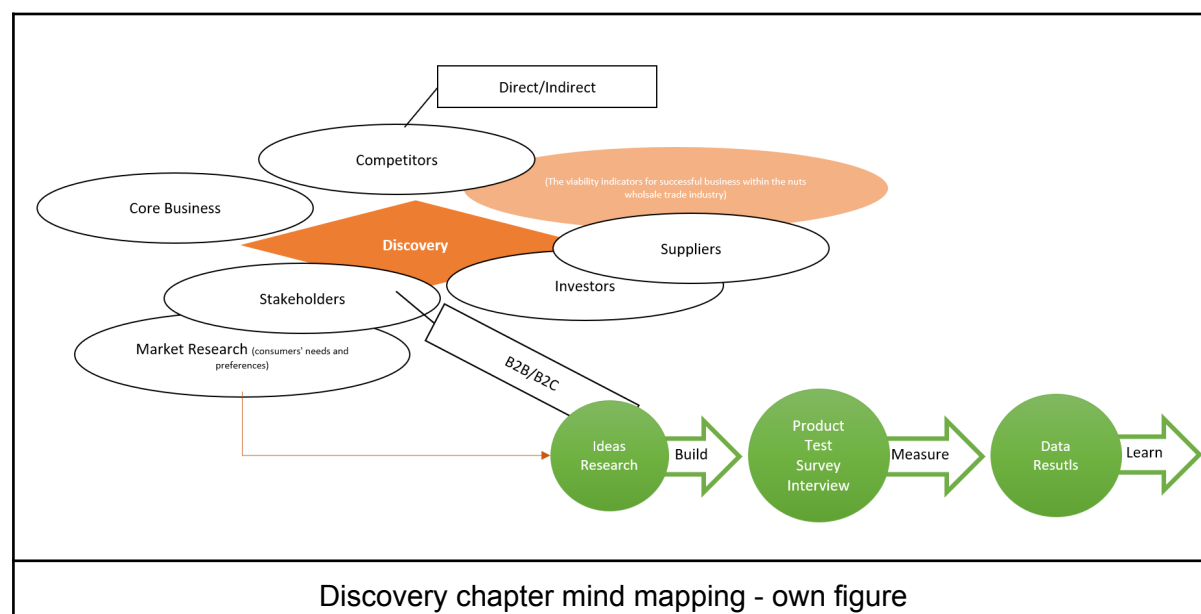 Direct/Indirect
Competitors
(The viability indicators for successful business within the nuts
wholsale trade industry)
Core Business
Discovery
Suppliers
Investors
Stakeholders
Market Research (consumers' needs and
preferences)
B2B/B2C
Ideas
Research
Build
Product
Test
Survey
Interview
Measure
Data
Resutls
Learn
Discovery chapter mind mapping - own figure